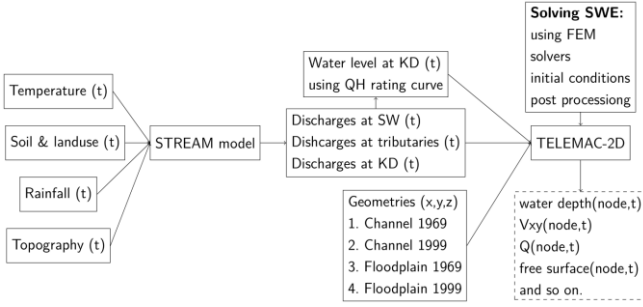 Temperature (t)
Soil & landuse (t)
Rainfall (t)
Topography (t)
STREAM model
Water level at KD (t)
using QH rating curve
Discharges at SW (t)
Dishcarges at tributaries (t)
Discharges at KD (t)
Geometries (x,y,z)
1. Channel 1969
2. Channel 1999
3. Floodplain 1969
4. Floodplain 1999
Solving SWE:
using FEM
solvers
initial conditions
post processiong
TELEMAC-2D
water depth(node,t)
Vxy(node,t)
Q(node,t)
free surface(node,t)
and so on.